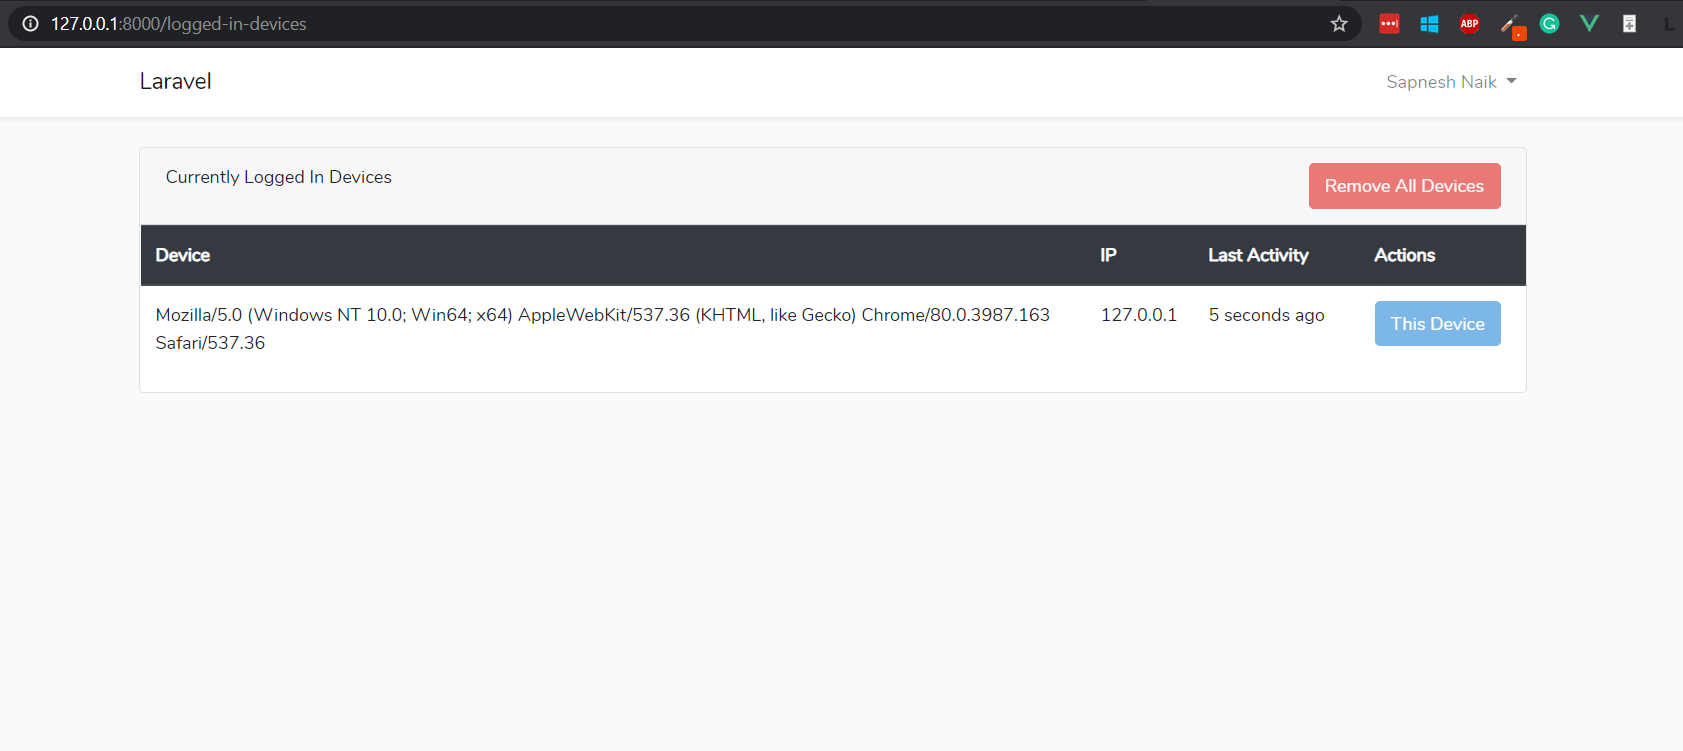 127.0.0.1:8000/logged-in-devices
ABP
Laravel
Sapnesh Naik
Currently Logged In Devices
Remove All Devices
Device IP Last Activity Actions
Mozilla/5.0 (Windows NT 10.0; Win64; x64) AppleWebKit/537.36 (KHTML, like Gecko) Chrome/80.0.3987.163 127.0.0.1 5 seconds ago This Device
Safari/537.36